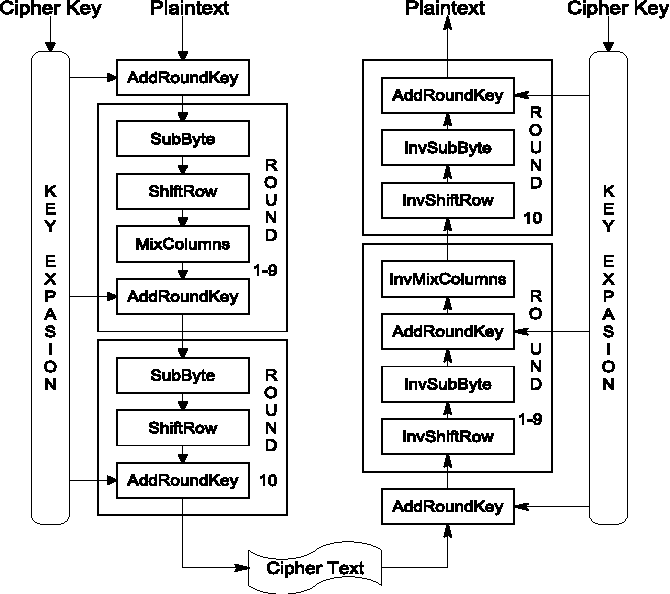 Cipher Key
Plaintext
Plaintext
Cipher Key
KEY EXPASION
AddRoundKey
SubByte
ShiftRow
MixColumns
AddRoundKey
ROUND
1-9
SubByte
ShiftRow
AddRoundKey
ROUND
10
Cipher Text
AddRoundKey
InvSubByte
InvShiftRow
ROUND
10
InvMixColumns
AddRoundKey
InvSubByte
InvShiftRow
ROUND
1-9
AddRoundKey
KEY EXPASION